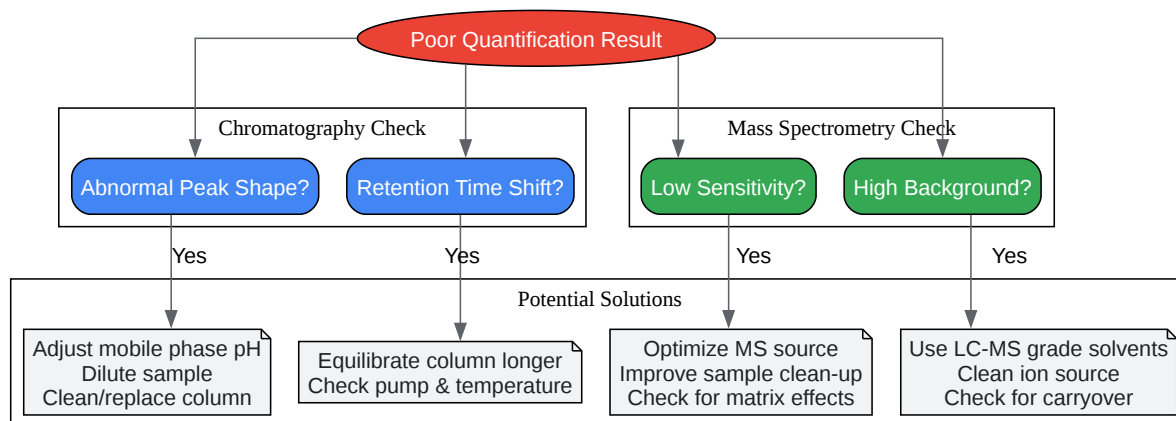 Poor Quantification Result
Chromatography Check
Mass Spectrometry Check
Abnormal Peak Shape?
Retention Time Shift?
Low Sensitivity?
High Background?
Yes
Yes
Yes
Yes
Potential Solutions
Adjust mobile phase pH
Dilute sample
Clean/replace column
Equilibrate column longer
Check pump & temperature
Optimize MS source
Improve sample clean-up
Check for matrix effects
Use LC-MS grade solvents
Clean ion source
Check for carryover